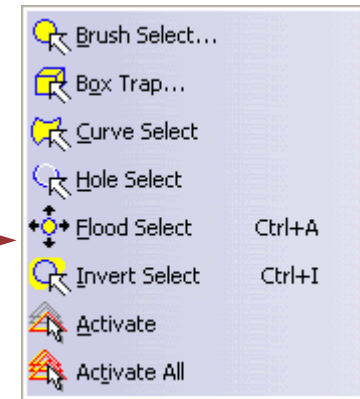 Brush Select...
Box Trap...
Curve Select
Hole Select
Flood Select Ctrl+A
Invert Select Ctrl+I
Activate
Activate All